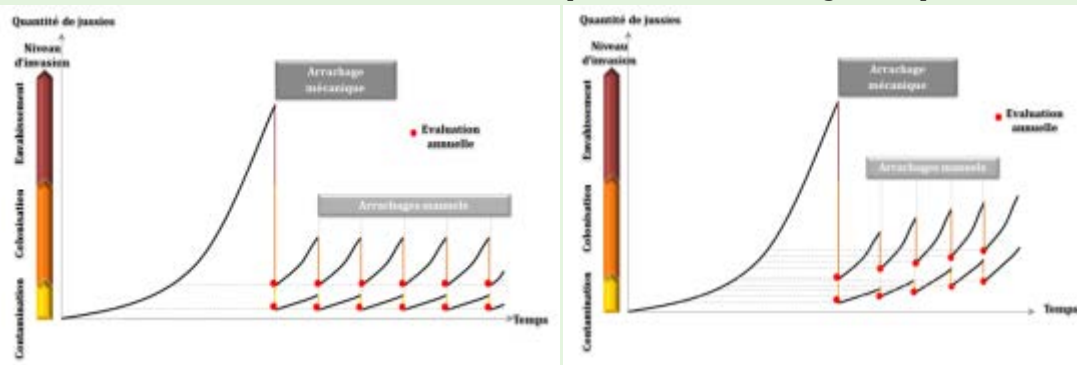 Quantité de jussies
Niveau
d'invasion
Arrachage
mécanique
Evaluation
annuelle
Arrachages manuels
Envahissement
Colonisation
Contamination
Temps
Quantité de jussies
Niveau
d'invasion
Arrachage
mécanique
Evaluation
annuelle
Arrachages manuels
Envahissement
Colonisation
Contamination
Temps